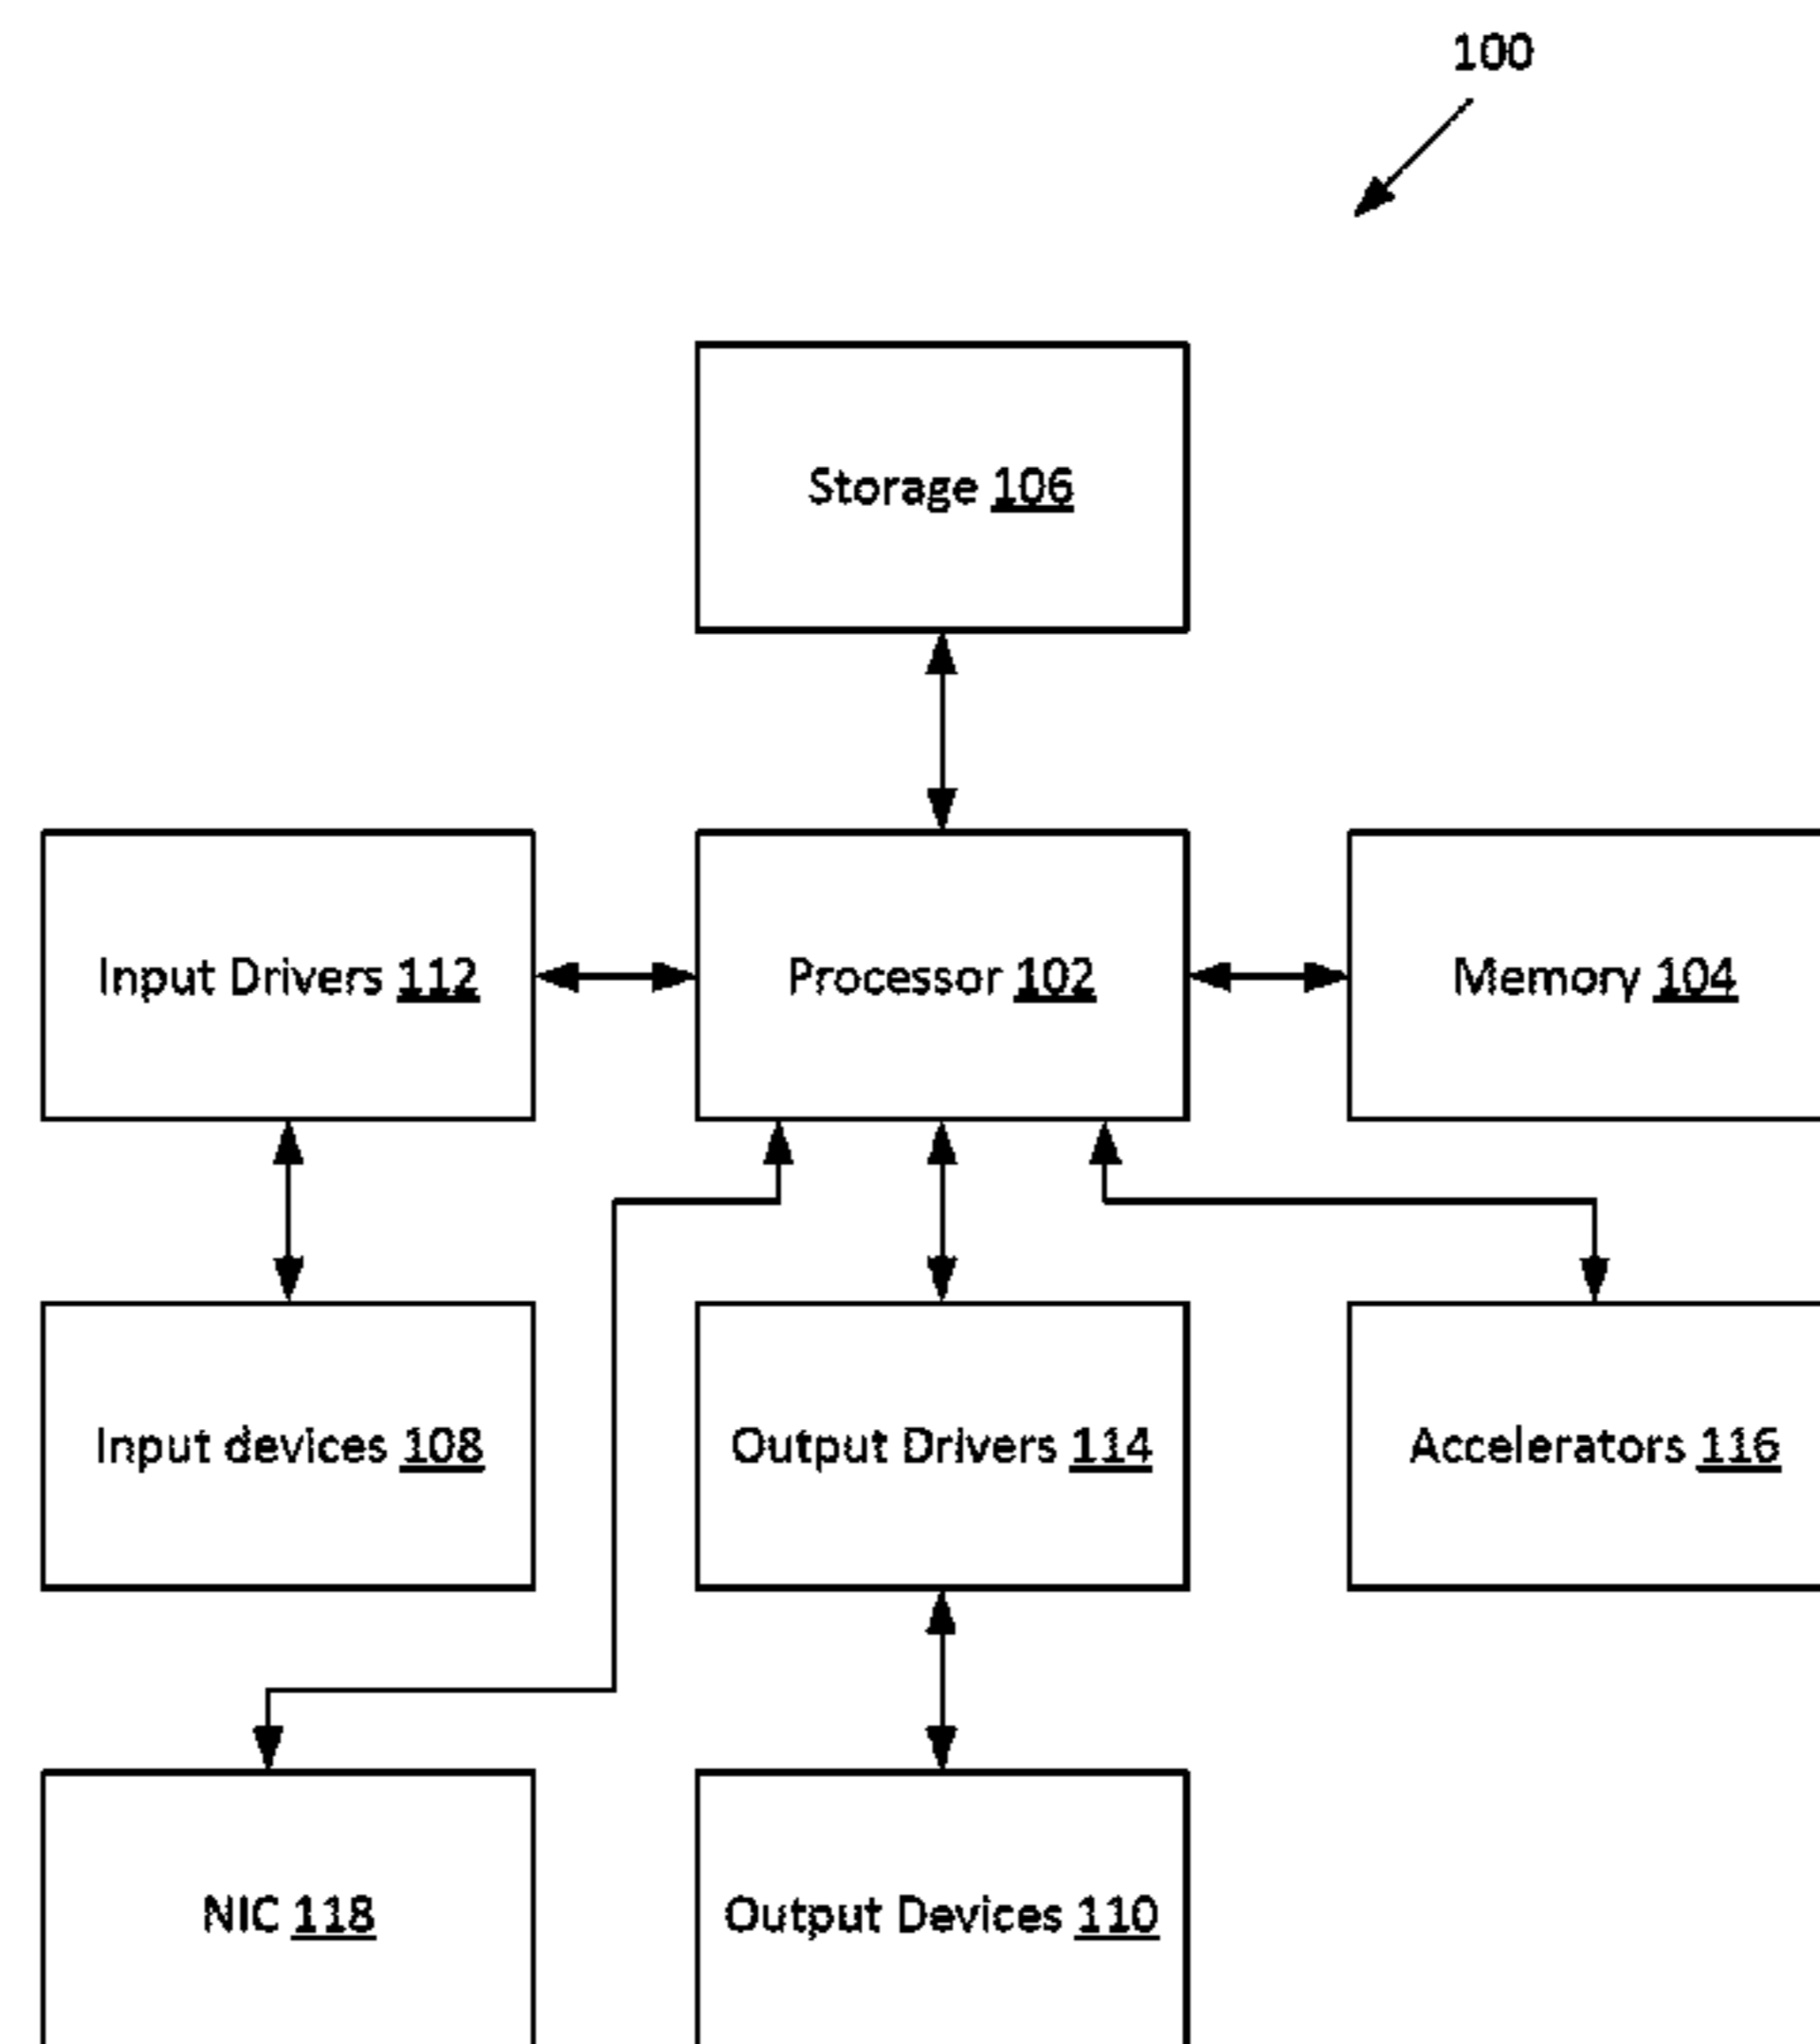 100
Storage 106
Input Drivers 112
Processor 102
Memory 104
Input devices 108
Output Drivers 114
Accelerators 116
NIC 118
Output Devices 110